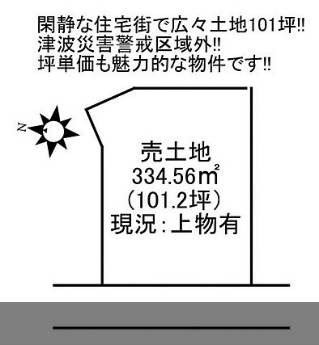 閑静な住宅街で広々土地101坪!!
津波災害警戒区域外!!
坪単価も魅力的な物件です!!
N
売土地
334.56㎡
(101.2坪)
現況：上物有